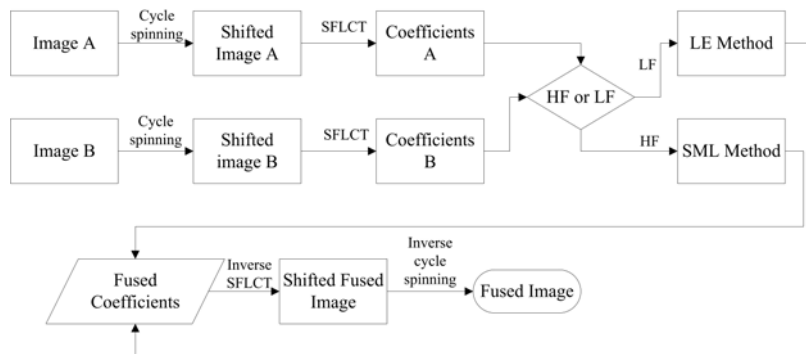 Image A
Cycle
spinning
Shifted
Image A
SFLCT
Coefficients
A
HF or LF
LF
LE Method
Image B
Cycle
spinning
Shifted
image B
SFLCT
Coefficients
B
HF
SML Method
Fused
Coefficients
Inverse
SFLCT
Shifted Fused
Image
Inverse
cycle
spinning
Fused Image